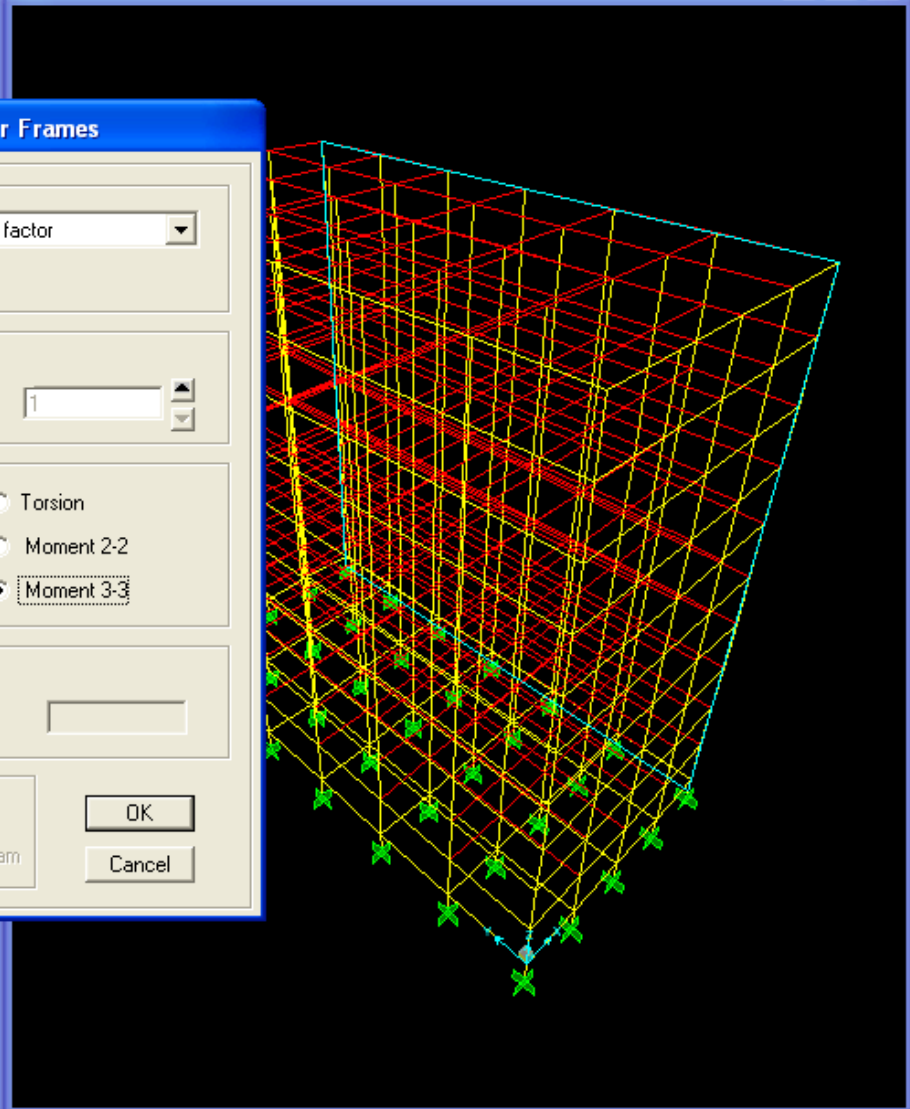 r Frames
factor
1
Torsion
Moment 2-2
Moment 3-3
OK
am
Cancel